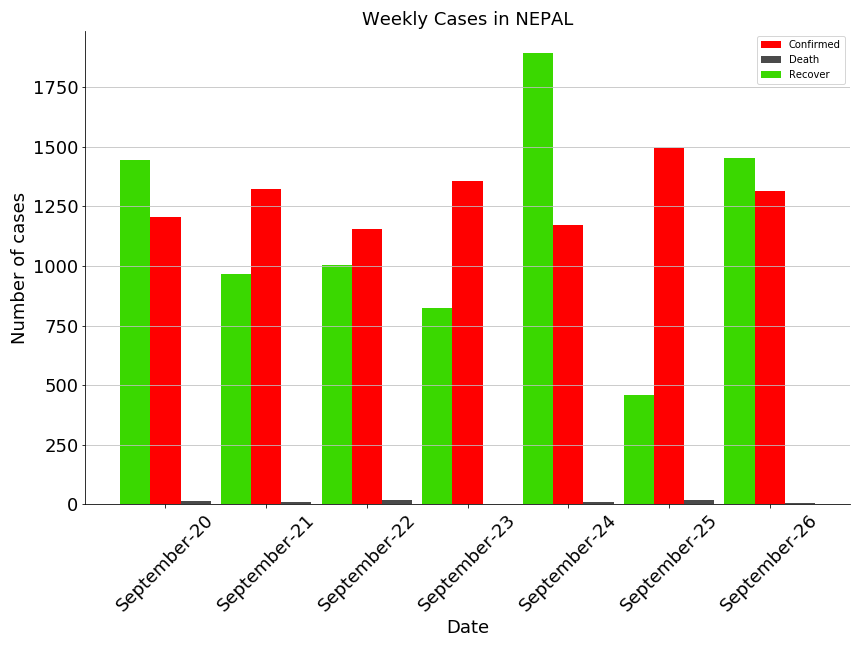 Weekly Cases in NEPAL
Confirmed
Death
Recover
Number of cases
1750
1500
1250
1000
750
500
250
0
September-20
September-21
September-22
September-23
September-24
September-25
September-26
Date